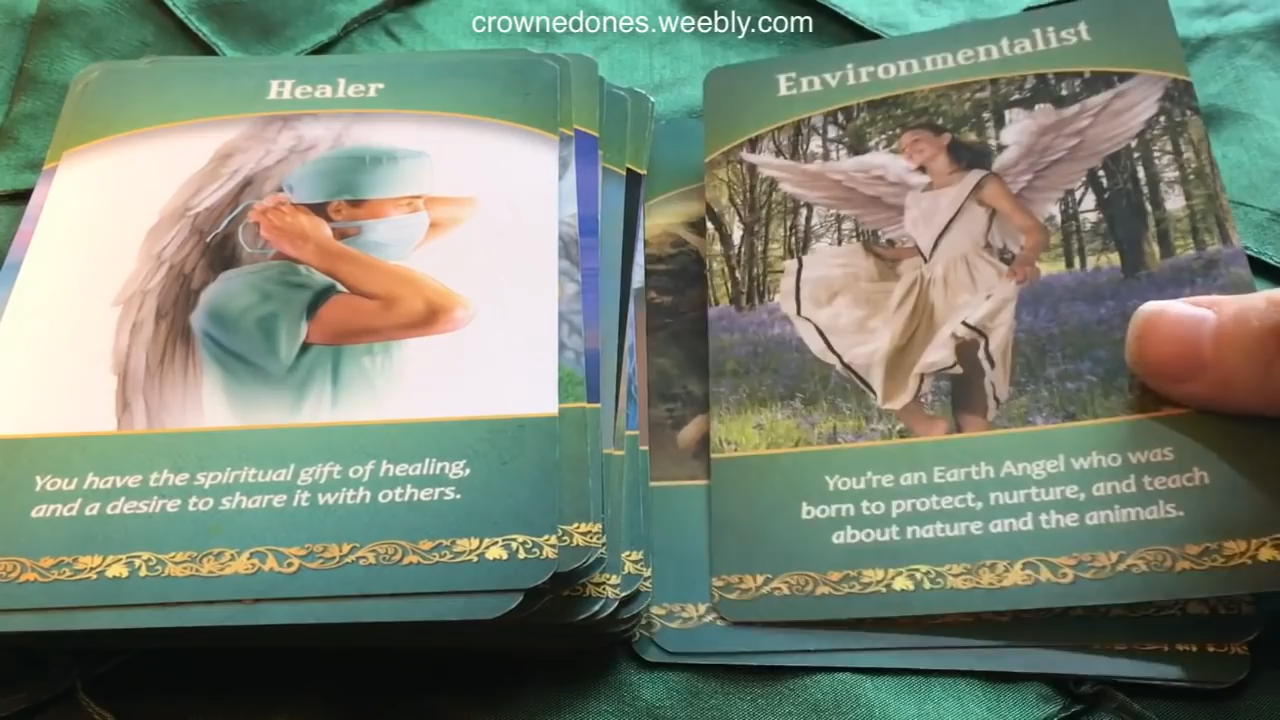 crownedones.weebly.com
Healer
You have the spiritual gift of healing,
and a desire to share it with others.
Environmentalist
You're an Earth Angel who was
born to protect, nurture, and teach
about nature and the animals.